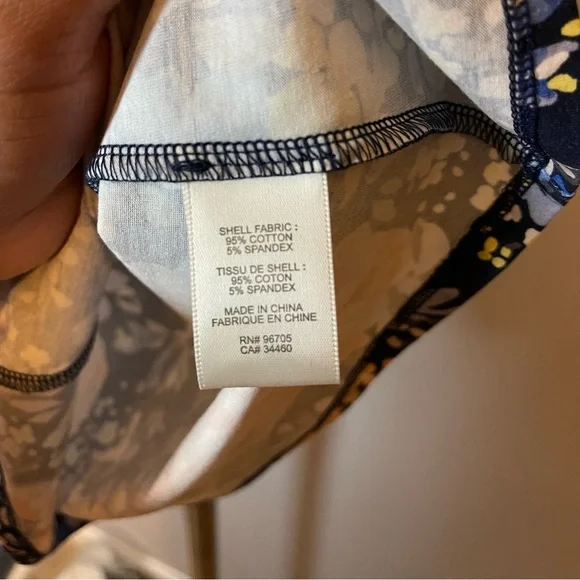 SHELL FABRIC :
95% COTTON
5% SPANDEX
TISSU DE SHELL :
95% COTON
5% SPANDEX
MADE IN CHINA
FABRIQUE EN CHINE
RN# 96705
CA# 34460